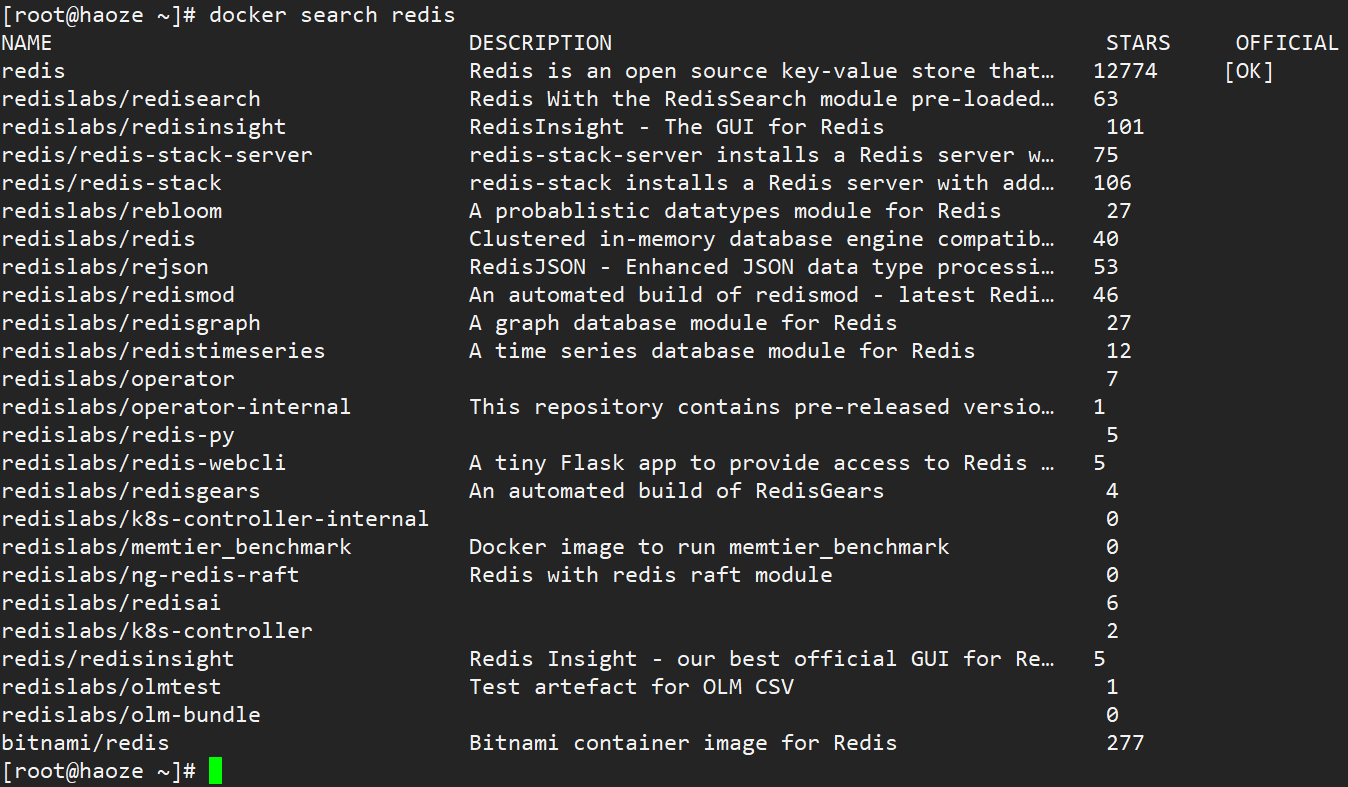 [root@haoze ~]# docker search redis
NAME                                DESCRIPTION                                      STARS     OFFICIAL
redis                               Redis is an open source key-value store that…   12774     [OK]
redislabs/redisearch                Redis With the RedisSearch module pre-loaded…   63
redislabs/redisinsight              RedisInsight - The GUI for Redis                 101
redis/redis-stack-server            redis-stack-server installs a Redis server w…   75
redis/redis-stack                   redis-stack installs a Redis server with add…   106
redislabs/rebloom                   A probablistic datatypes module for Redis        27
redislabs/redis                     Clustered in-memory database engine compatib…   40
redislabs/rejson                    RedisJSON - Enhanced JSON data type processi…   53
redislabs/redismod                  An automated build of redismod - latest Redi…   46
redislabs/redisgraph                A graph database module for Redis                27
redislabs/redistimeseries           A time series database module for Redis          12
redislabs/operator                                                                   7
redislabs/operator-internal         This repository contains pre-released versio…   1
redislabs/redis-py                                                                   5
redislabs/redis-webcli              A tiny Flask app to provide access to Redis …   5
redislabs/redisgears                An automated build of RedisGears                 4
redislabs/k8s-controller-internal                                                    0
redislabs/memtier_benchmark         Docker image to run memtier_benchmark            0
redislabs/ng-redis-raft             Redis with redis raft module                     0
redislabs/redisai                                                                    6
redislabs/k8s-controller                                                             2
redis/redisinsight                  Redis Insight - our best official GUI for Re…   5
redislabs/olmtest                   Test artefact for OLM CSV                        1
redislabs/olm-bundle                                                                 0
bitnami/redis                       Bitnami container image for Redis                277
[root@haoze ~]#